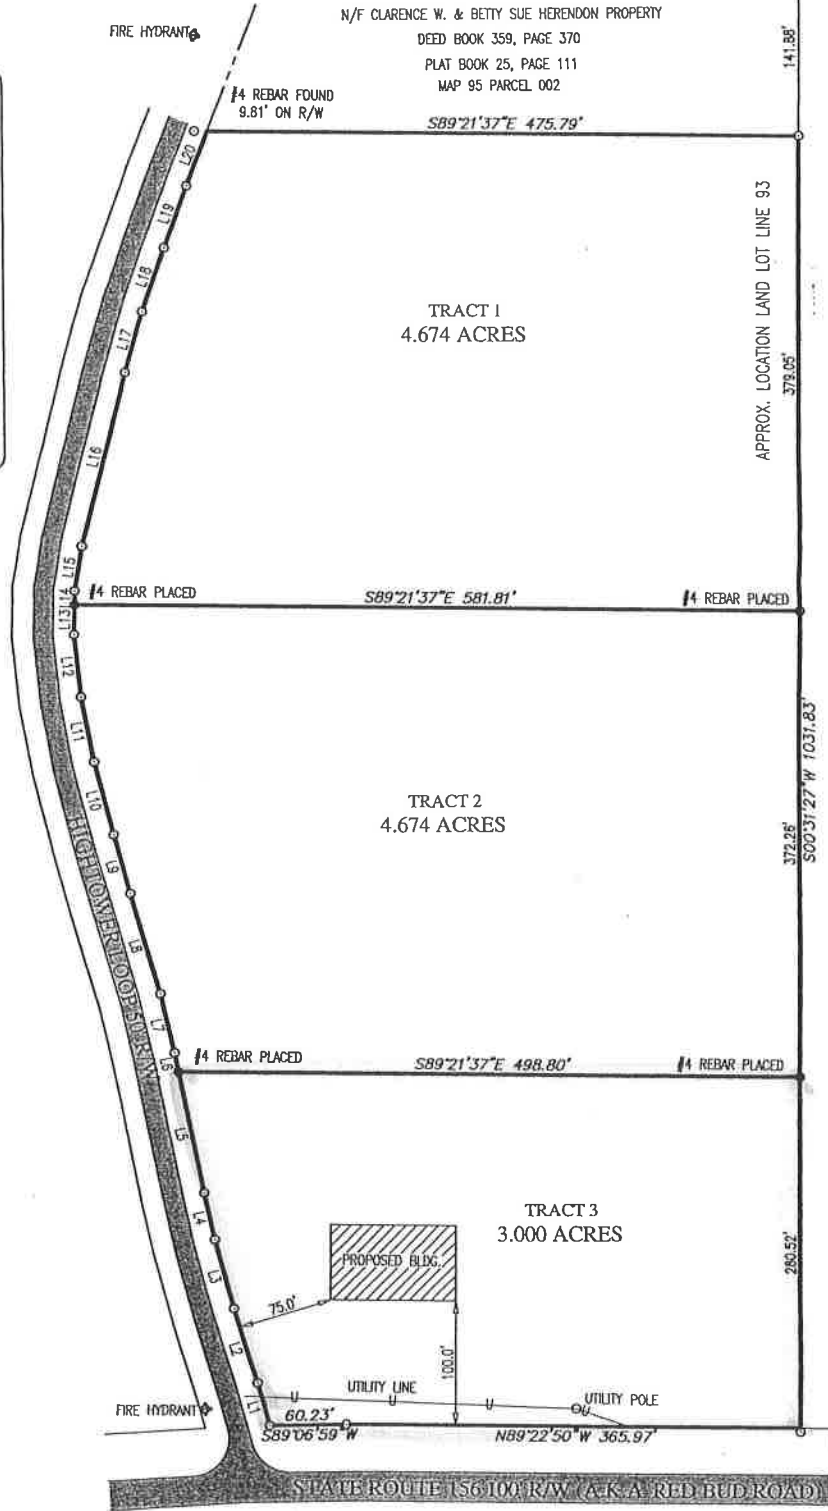 N/F CLARENCE W. & BETTY SUE HERENDON PROPERTY
DEED BOOK 359, PAGE 370
PLAT BOOK 25, PAGE 111
MAP 95 PARCEL 002
FIRE HYDRANT
141.88'
#4 REBAR FOUND
9.81' ON R/W
S89°21'37"E 475.79'
L20
L19
L18
L17
L16
L15
L14
L13
APPROX. LOCATION LAND LOT LINE 93
379.05'
TRACT 1
4.674 ACRES
#4 REBAR PLACED
S89°21'37"E 581.81'
#4 REBAR PLACED
L12
L11
L10
L9
L8
L7
L6
TRACT 2
4.674 ACRES
372.26'
S00°31'27"W 1031.83'
HIGHTOWER LOOP 50' R/W
#4 REBAR PLACED
S89°21'37"E 498.80'
#4 REBAR PLACED
L5
L4
L3
L2
L1
TRACT 3
3.000 ACRES
280.52'
PROPOSED BLDG.
75.0'
100.0'
UTILITY LINE
U
U
U
U
UTILITY POLE
FIRE HYDRANT
60.23'
S89°06'59"W
N89°22'50"W 365.97'
STATE ROUTE 156 100' R/W (A.K.A. RED BUD ROAD)